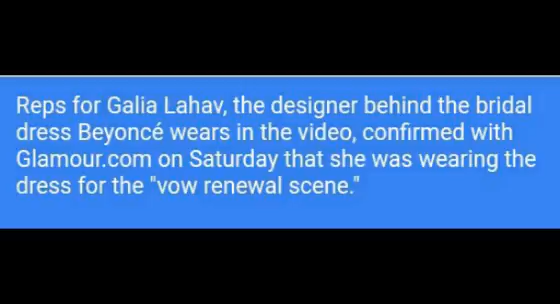 Reps for Galia Lahav, the designer behind the bridal
dress Beyoncé wears in the video, confirmed with
Glamour.com on Saturday that she was wearing the
dress for the "vow renewal scene."